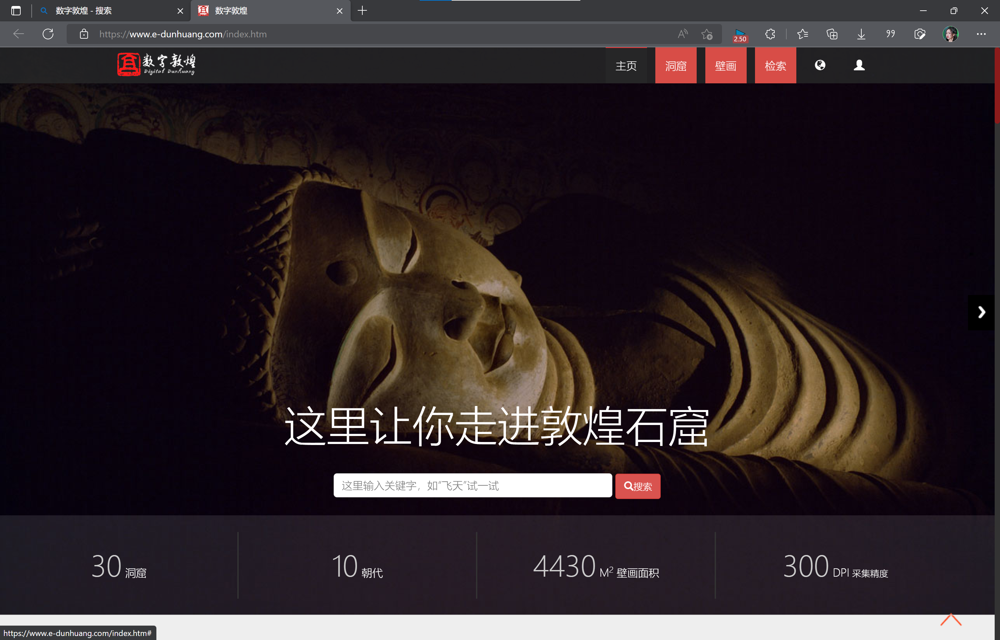 数字敦煌 - 搜索
数字敦煌
https://www.e-dunhuang.com/index.htm
2.50
数字敦煌
Digital Dunhuang
主页
洞窟
壁画
检索
这里让你走进敦煌石窟
这里输入关键字，如“飞天”试一试
搜索
30 洞窟
10 朝代
4430 M² 壁画面积
300 DPI 采集精度
https://www.e-dunhuang.com/index.htm#